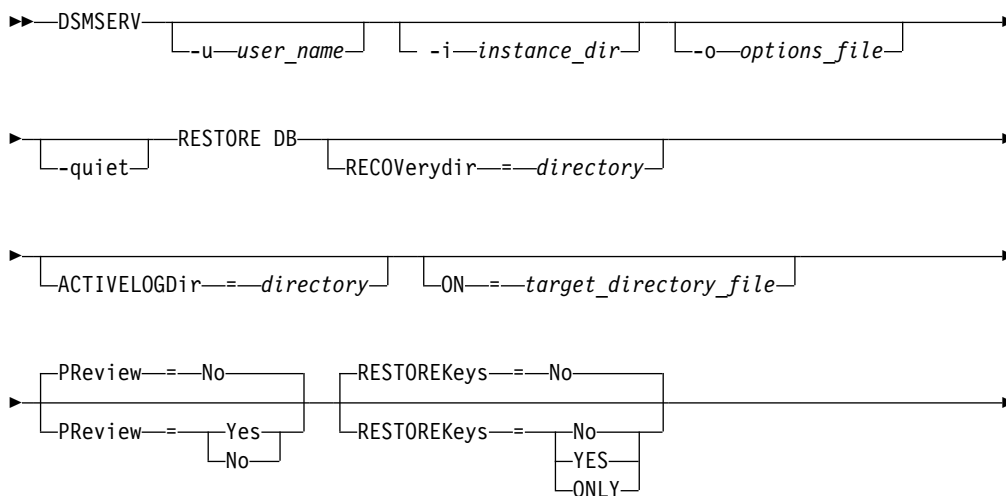 DSMSERV
-u user_name -i instance_dir -o options_file
-quiet RESTORE DB
RECOVerydir = directory
ACTIVELOGDir = directory ON = target_directory_file
PReview = No RESTOREKeys = No
PReview = Yes RESTOREKeys = No
No YES
ONLY